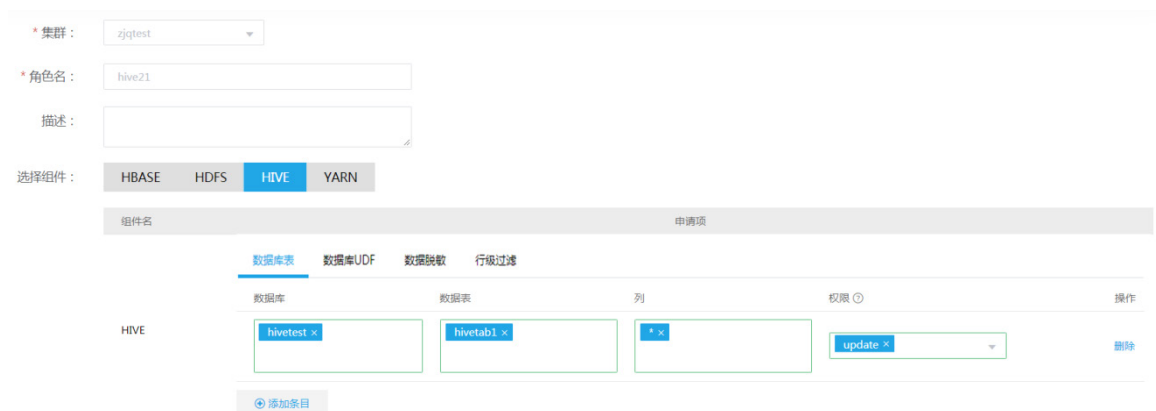 * 集群： zjqtest
* 角色名： hive21
描述：
选择组件： HBASE HDFS HIVE YARN
组件名 申请项
数据库表 数据库UDF 数据脱敏 行级过滤
数据库 数据表 列 权限 ? 操作
HIVE hivetest × hivetab1 × * × update × 删除
添加条目